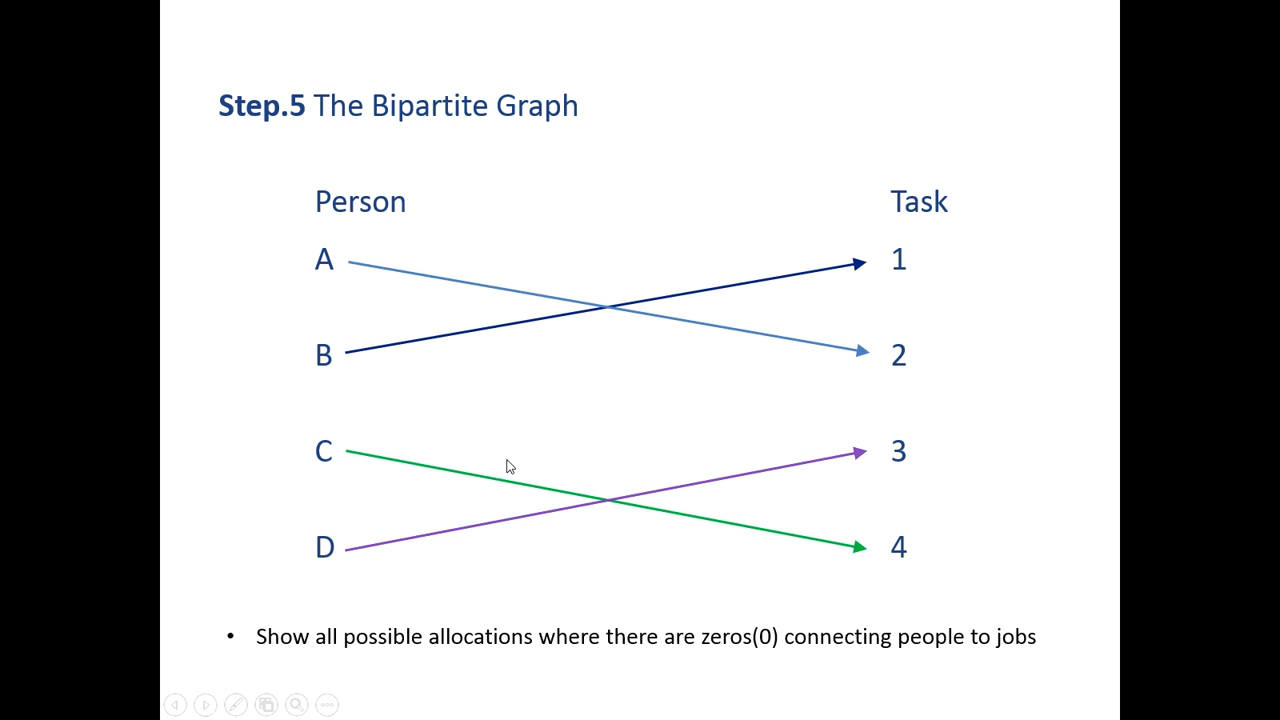 Step.5 The Bipartite Graph
Person Task
A 1
B 2
C 3
D 4
• Show all possible allocations where there are zeros(0) connecting people to jobs